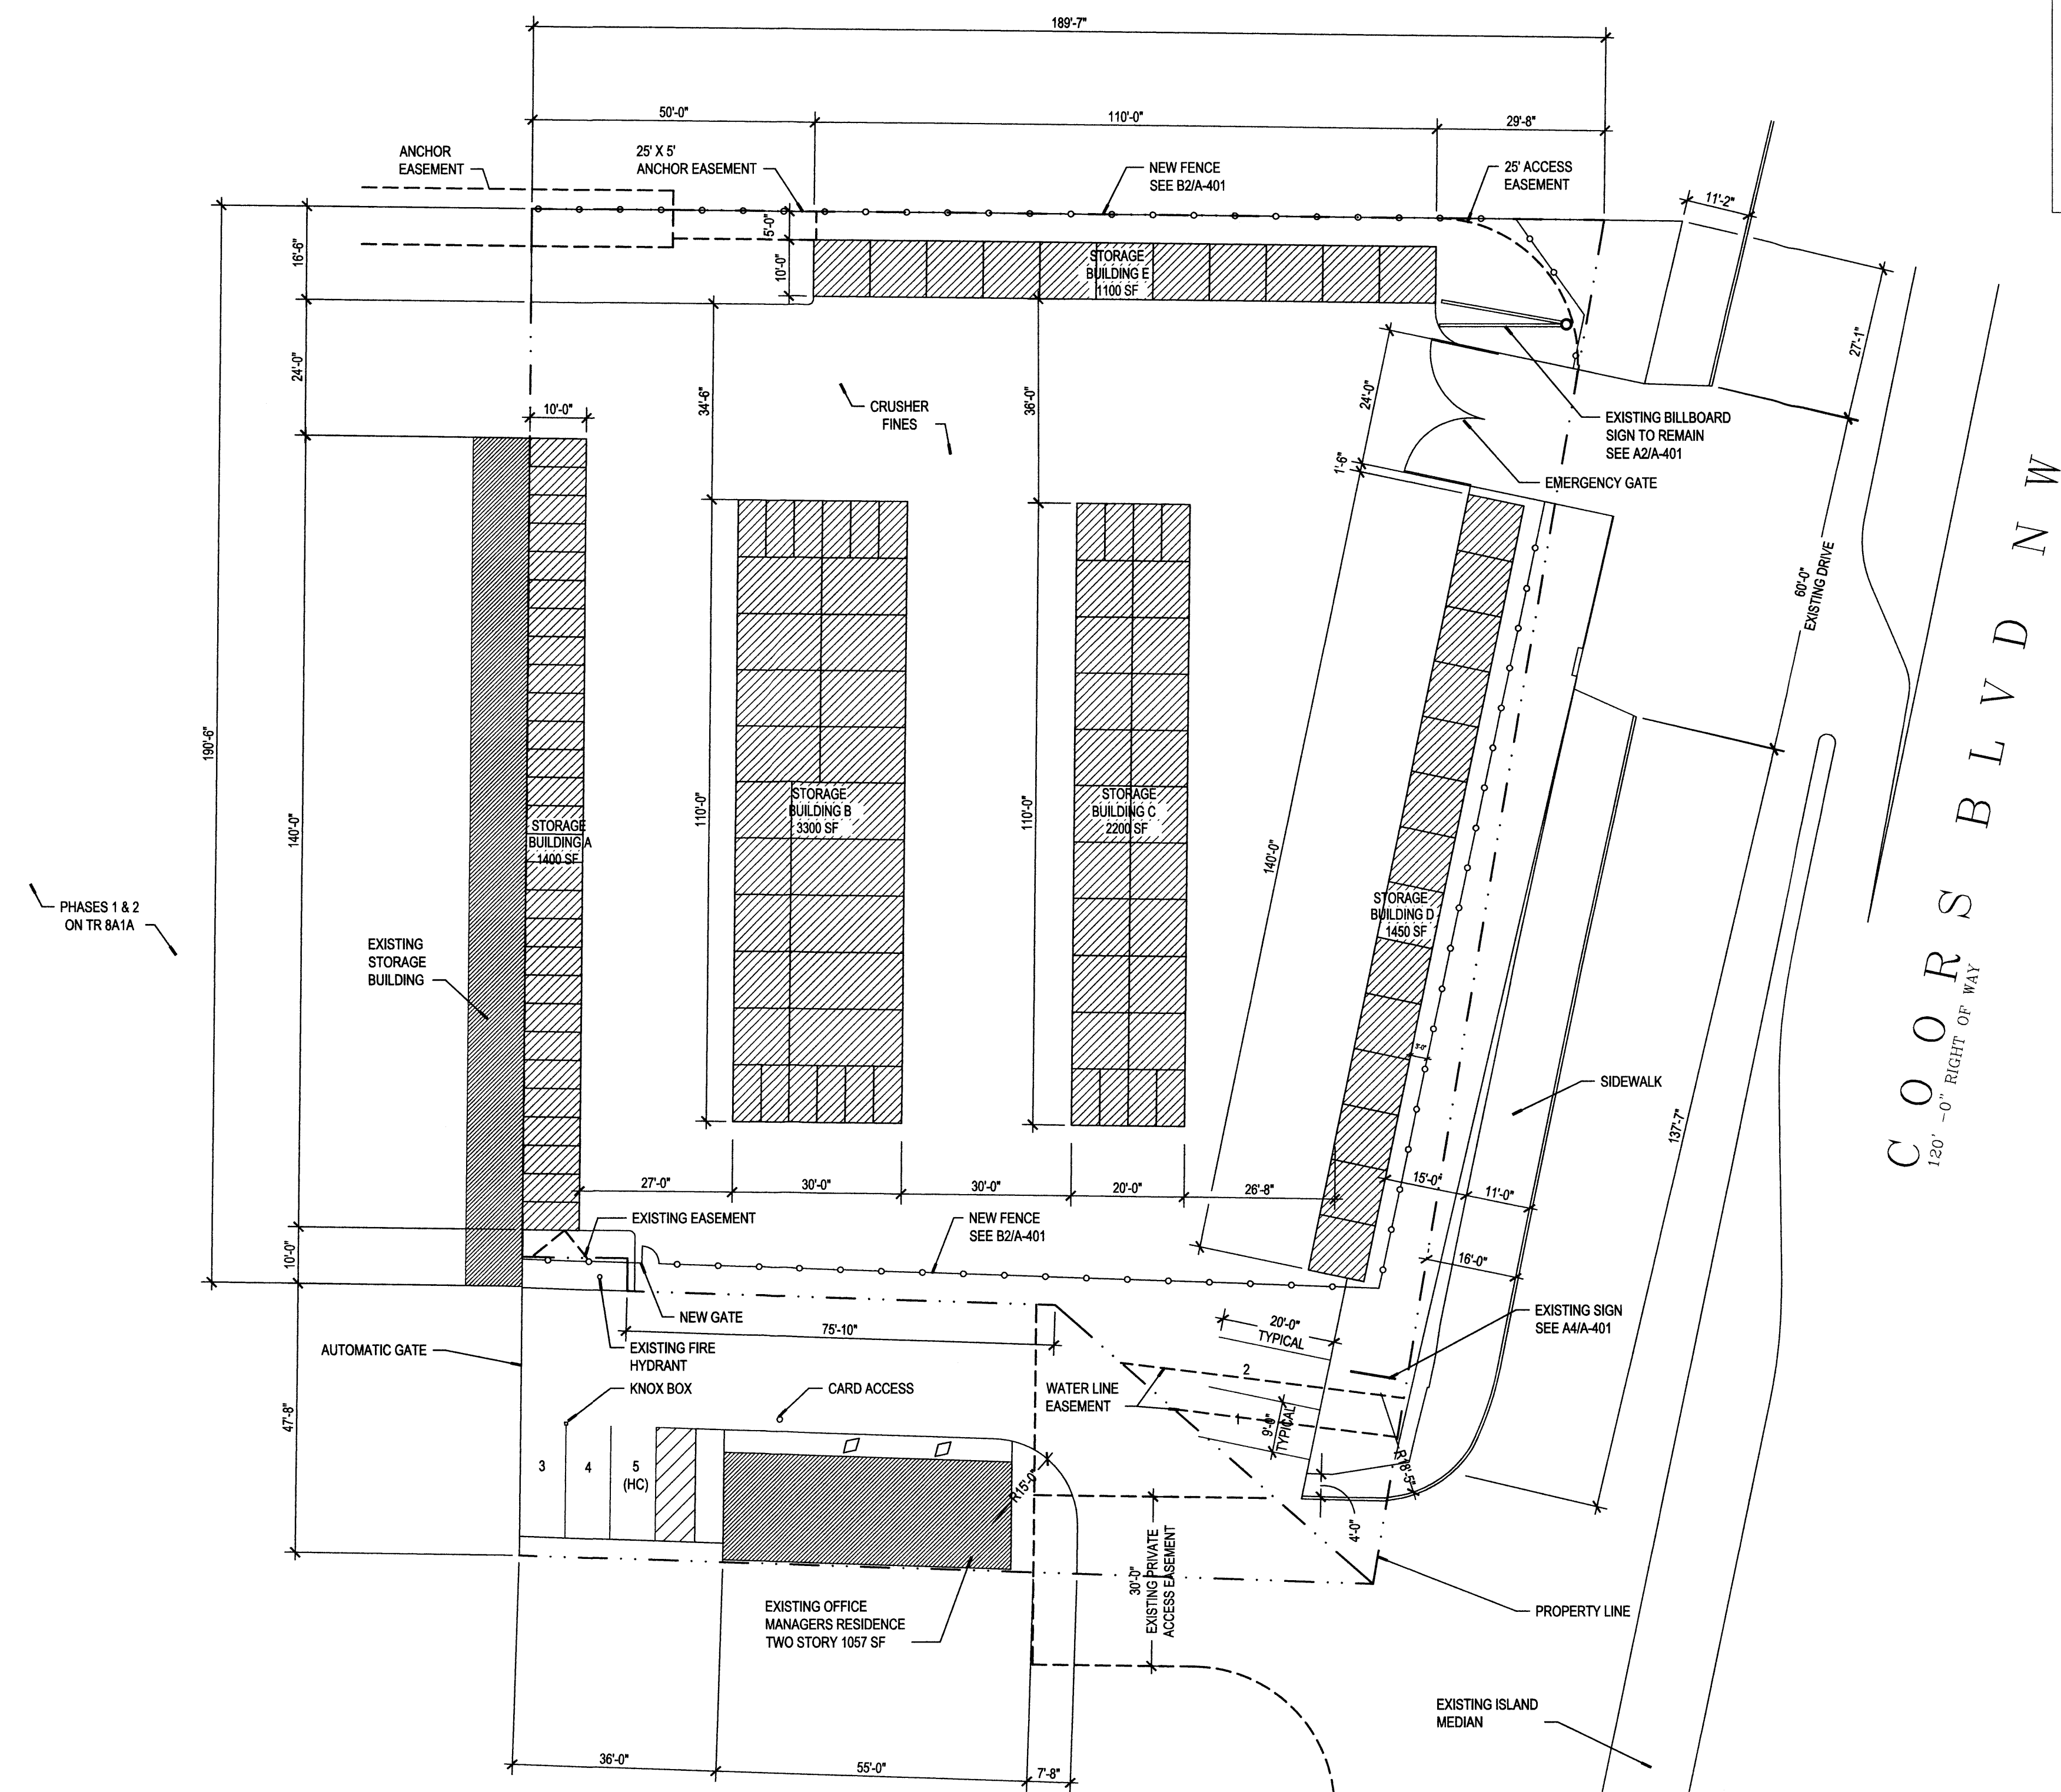 189'-7"
50'-0"
110'-0"
29'-8"
ANCHOR
EASEMENT
25' X 5'
ANCHOR EASEMENT
NEW FENCE
SEE B2/A-401
25' ACCESS
EASEMENT
11'-2"
16'-6"
5'-0"
10'-0"
STORAGE
BUILDING E
1100 SF
27'-1"
24'-0"
34'-6"
36'-0"
24'-0"
10'-0"
CRUSHER
FINES
EXISTING BILLBOARD
SIGN TO REMAIN
SEE A2/A-401
1'-6"
EMERGENCY GATE
60'-0"
EXISTING DRIVE
COORS BLVD NW
120' -0" RIGHT OF WAY
190'-6"
140'-0"
110'-0"
110'-0"
140'-0"
STORAGE
BUILDING A
1400 SF
STORAGE
BUILDING B
3300 SF
STORAGE
BUILDING C
2200 SF
STORAGE
BUILDING D
1450 SF
PHASES 1 & 2
ON TR 8A1A
EXISTING
STORAGE
BUILDING
SIDEWALK
137'-7"
27'-0"
30'-0"
30'-0"
20'-0"
26'-8"
15'-0"
11'-0"
10'-0"
EXISTING EASEMENT
NEW FENCE
SEE B2/A-401
16'-0"
NEW GATE
75'-10"
20'-0"
TYPICAL
EXISTING SIGN
SEE A4/A-401
AUTOMATIC GATE
EXISTING FIRE
HYDRANT
KNOX BOX
CARD ACCESS
WATER LINE
EASEMENT
2
1
9'-0"
TYPICAL
47'-8"
3
4
5
(HC)
R15'-0"
R18'-5"
4'-0"
30'-0"
EXISTING PRIVATE
ACCESS EASEMENT
EXISTING OFFICE
MANAGERS RESIDENCE
TWO STORY 1057 SF
PROPERTY LINE
EXISTING ISLAND
MEDIAN
36'-0"
55'-0"
7'-8"